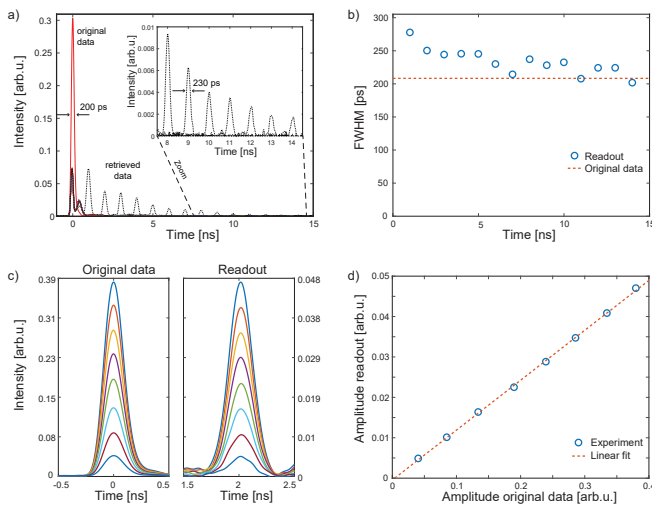 a)
Intensity [arb.u.]
0.3
0.25
0.2
0.15
0.1
0.05
0
0
5
10
15
Time [ns]
original
data
200 ps
retrieved
data
Zoom
Intensity [arb.u.]
0.01
0.008
0.006
0.004
0.002
0
8
9
10
11
12
13
14
Time [ns]
230 ps
b)
FWHM [ps]
300
250
200
150
100
50
0
0
5
10
15
Time [ns]
Readout
Original data
c)
Original data
Readout
Intensity [arb.u.]
0.39
0.31
0.23
0.15
0.08
0
-0.5
0
0.5
Time [ns]
0.048
0.039
0.029
0.019
0.01
0
1.5
2
2.5
Time [ns]
d)
Amplitude readout [arb.u.]
0.05
0.04
0.03
0.02
0.01
0
0
0.1
0.2
0.3
0.4
Amplitude original data [arb.u.]
Experiment
Linear fit